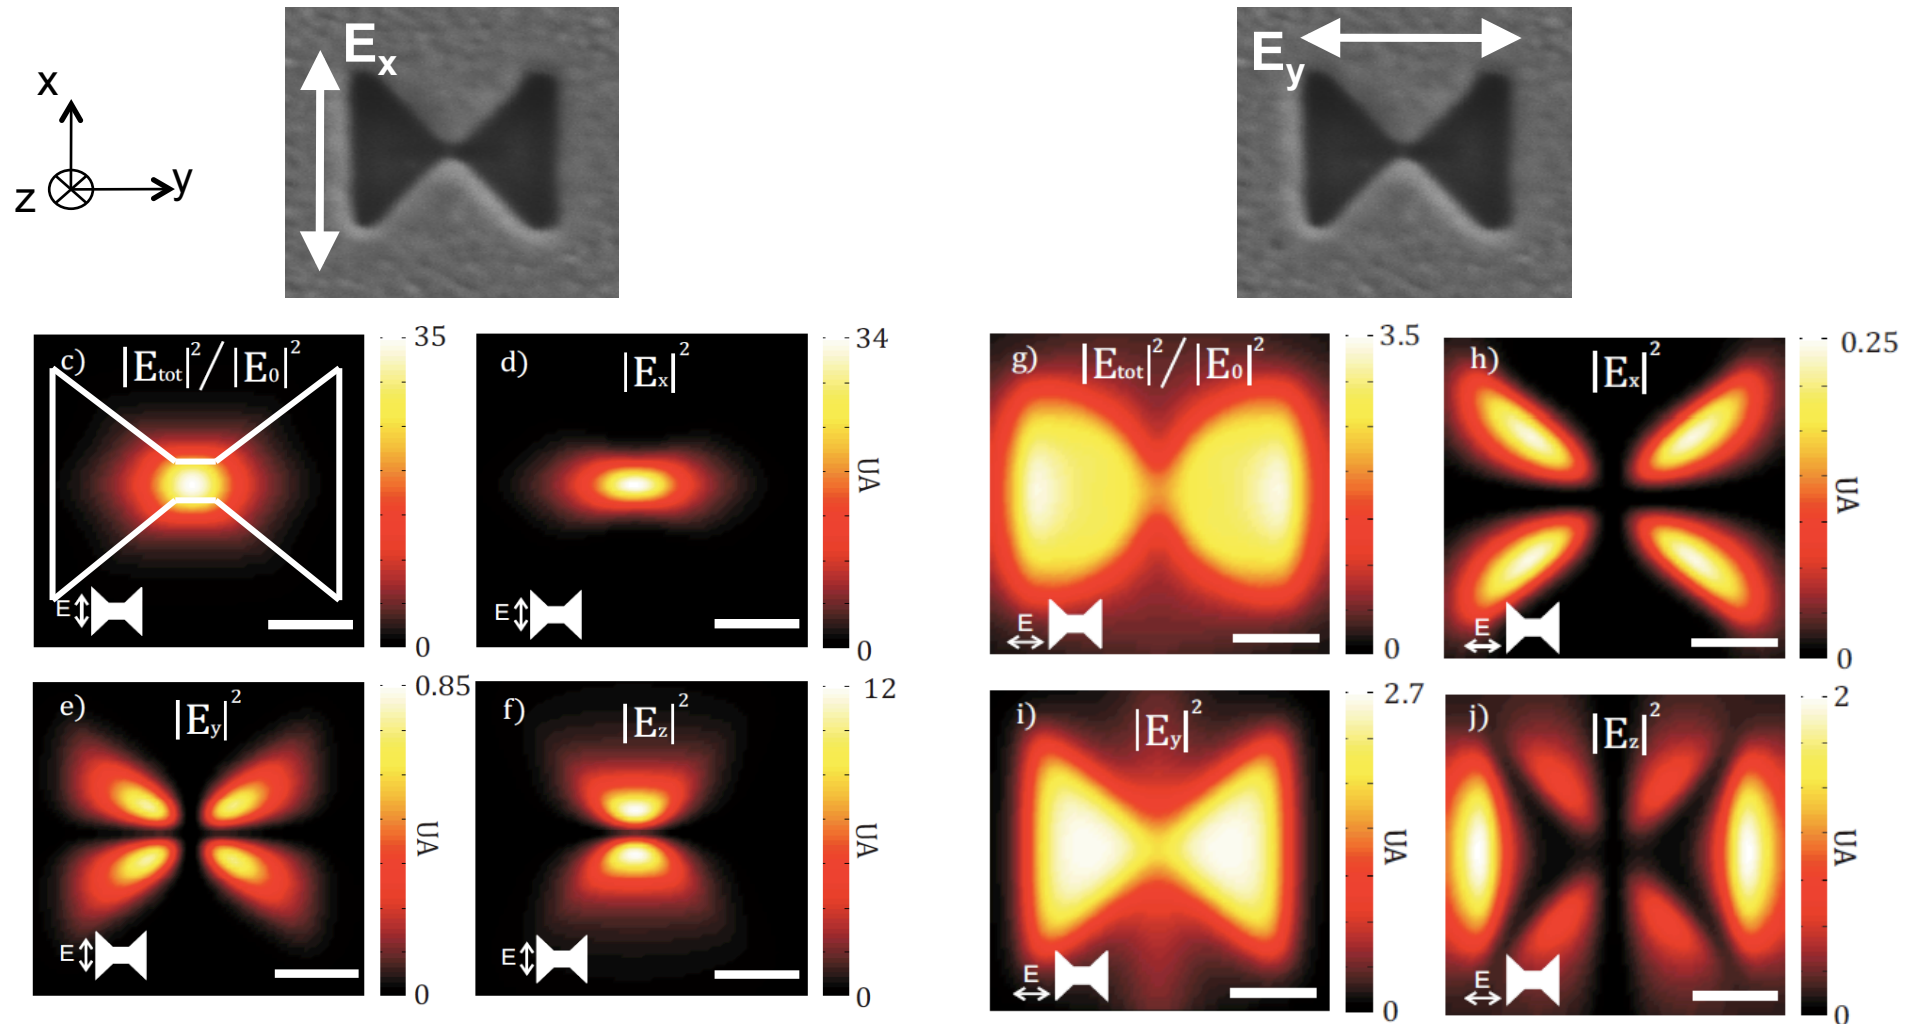 x
y
z
Ex
Ey
c) |Etot|²/|E0|²
35
0
E
d) |Ex|²
34
UA
0
E
e) |Ey|²
0.85
UA
0
E
f) |Ez|²
12
UA
0
E
g) |Etot|²/|E0|²
3.5
0
E
h) |Ex|²
0.25
UA
0
E
i) |Ey|²
2.7
UA
0
E
j) |Ez|²
2
UA
0
E